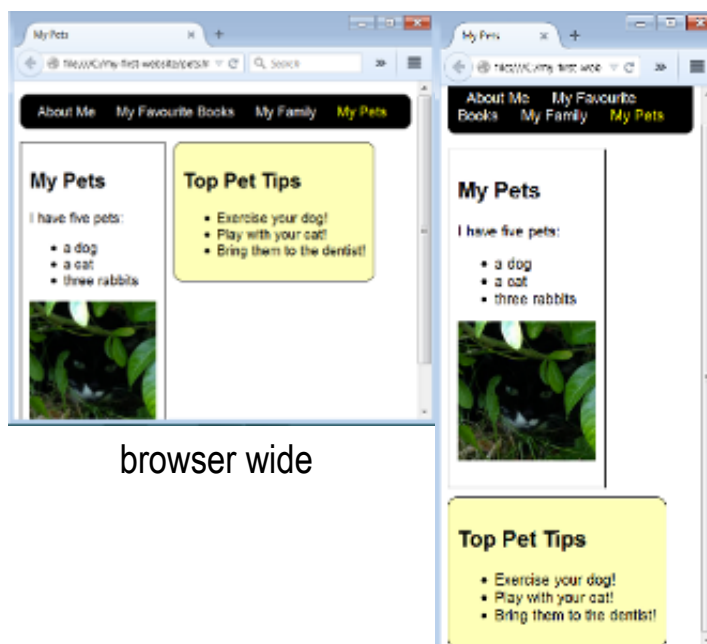 My Pets
Search
About Me My Favourite Books My Family My Pets
My Pets
I have five pets:
• a dog
• a cat
• three rabbits
Top Pet Tips
• Exercise your dog!
• Play with your cat!
• Bring them to the dentist!
browser wide
My Pets
About Me My Favourite
Books My Family My Pets
My Pets
I have five pets:
• a dog
• a cat
• three rabbits
Top Pet Tips
• Exercise your dog!
• Play with your cat!
• Bring them to the dentist!